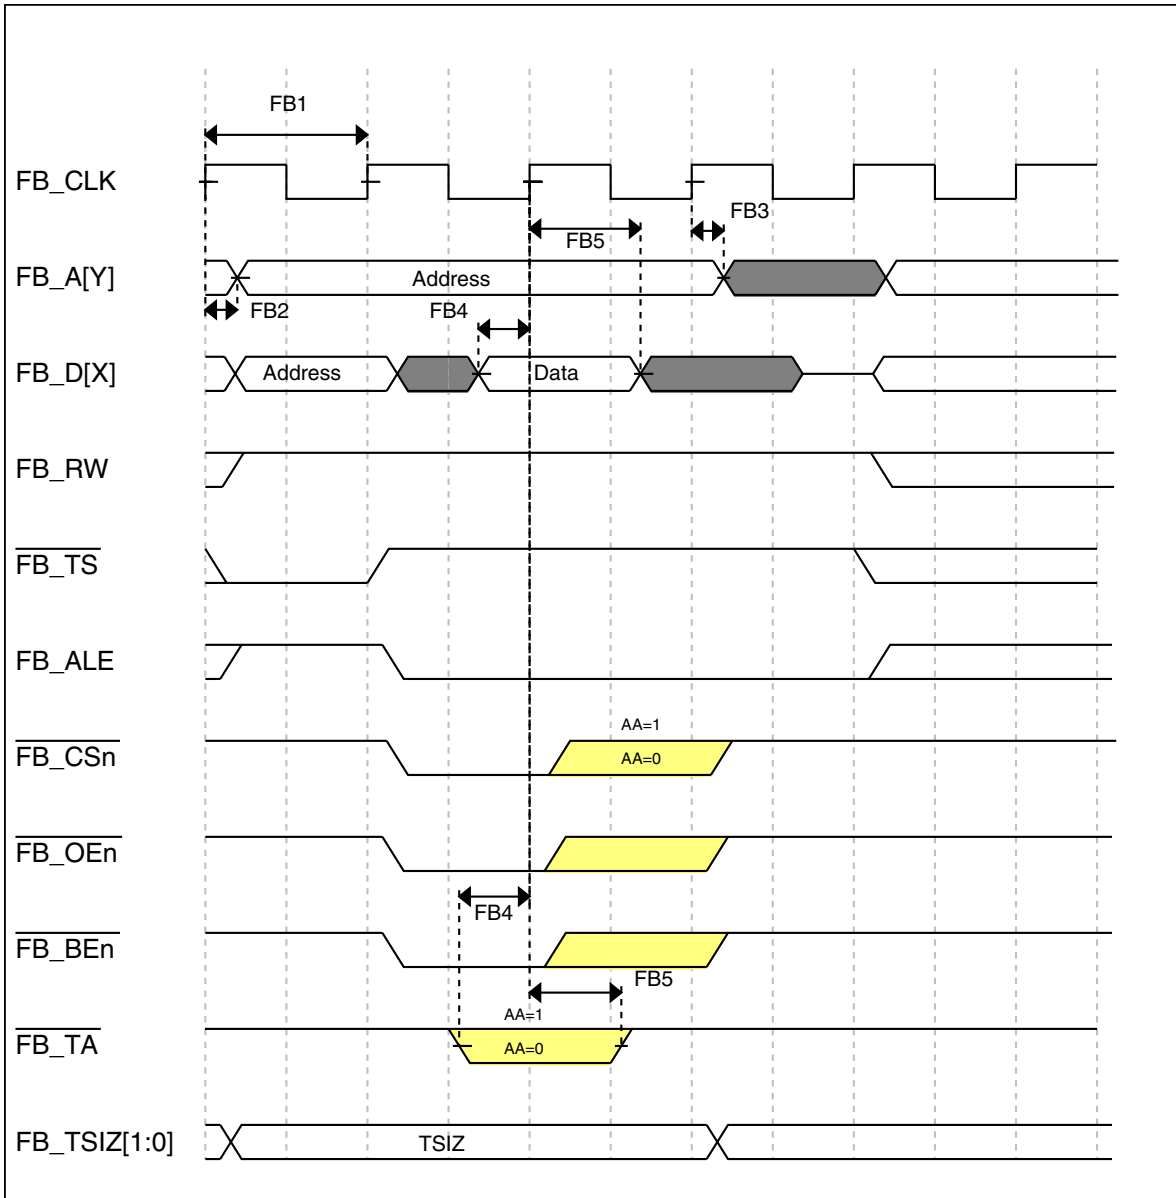 FB1
FB_CLK
FB3
FB5
FB_A[Y]
Address
FB2
FB4
FB_D[X]
Address
Data
FB_RW
FB_TS
FB_ALE
AA=1
FB_CSn
AA=0
FB_OEn
FB4
FB_BEn
FB5
AA=1
FB_TA
AA=0
FB_TSIZ[1:0]
TSIZ